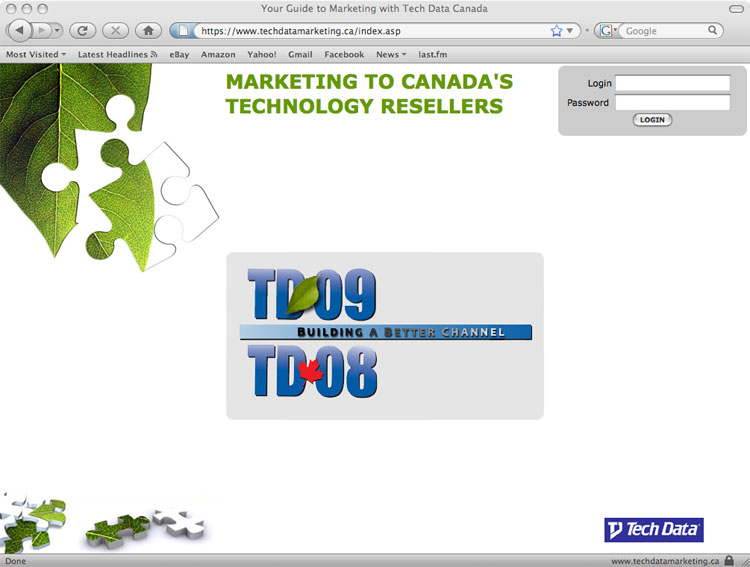 Your Guide to Marketing with Tech Data Canada
https://www.techdatamarketing.ca/index.asp
G Google
Most Visited Latest Headlines eBay Amazon Yahoo! Gmail Facebook News last.fm
MARKETING TO CANADA'S
TECHNOLOGY RESELLERS
Login
Password
LOGIN
TD09
BUILDING A BETTER CHANNEL
TD08
Tech Data
Done www.techdatamarketing.ca